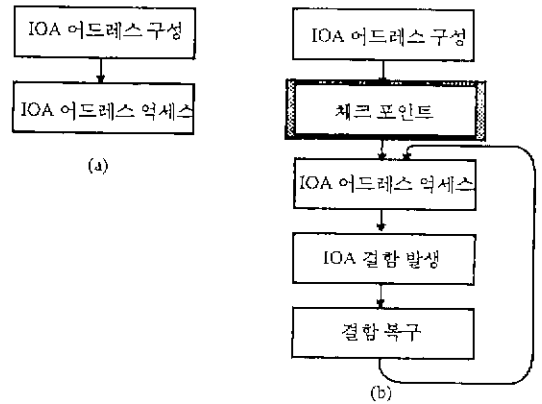 IOA 어드레스 구성
IOA 어드레스 억세스
(a)
IOA 어드레스 구성
체크 포인트
IOA 어드레스 억세스
IOA 결함 발생
결함 복구
(b)